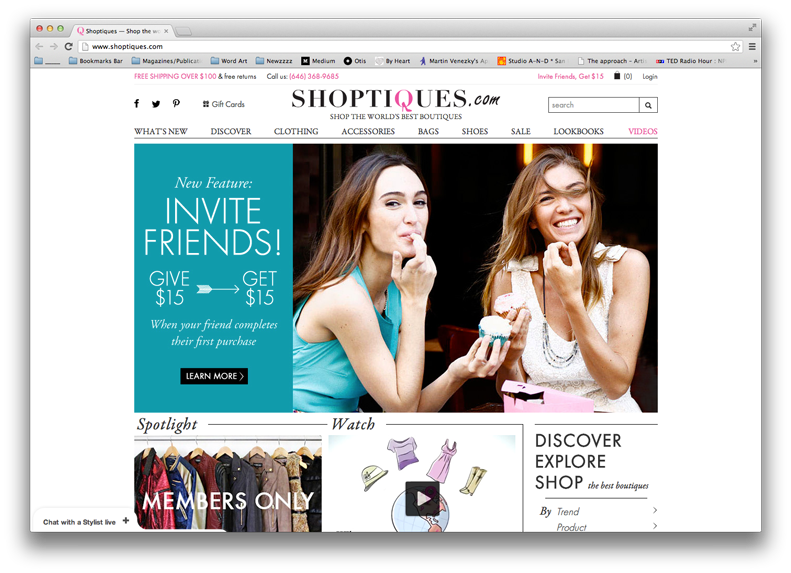 Shoptiques — Shop the wo
www.shoptiques.com
Bookmarks Bar
Magazines/Publicat
Word Art
Newzzzz
Medium
Otis
By Heart
Martin Venezky's Ap
Studio A-N-D * San
The approach - Arti
TED Radio Hour : NP
»
FREE SHIPPING OVER $100 & free returns
Call us: (646) 368-9685
Invite Friends, Get $15
(0)
Login
Gift Cards
SHOPTIQUES.com
SHOP THE WORLD'S BEST BOUTIQUES
search
WHAT'S NEW
DISCOVER
CLOTHING
ACCESSORIES
BAGS
SHOES
SALE
LOOKBOOKS
VIDEOS
New Feature:
INVITE
FRIENDS!
GIVE
$15
GET
$15
When your friend completes
their first purchase
LEARN MORE
Spotlight
MEMBERS ONLY
Watch
DISCOVER
EXPLORE
SHOP the best boutiques
By Trend
Product
Chat with a Stylist live +